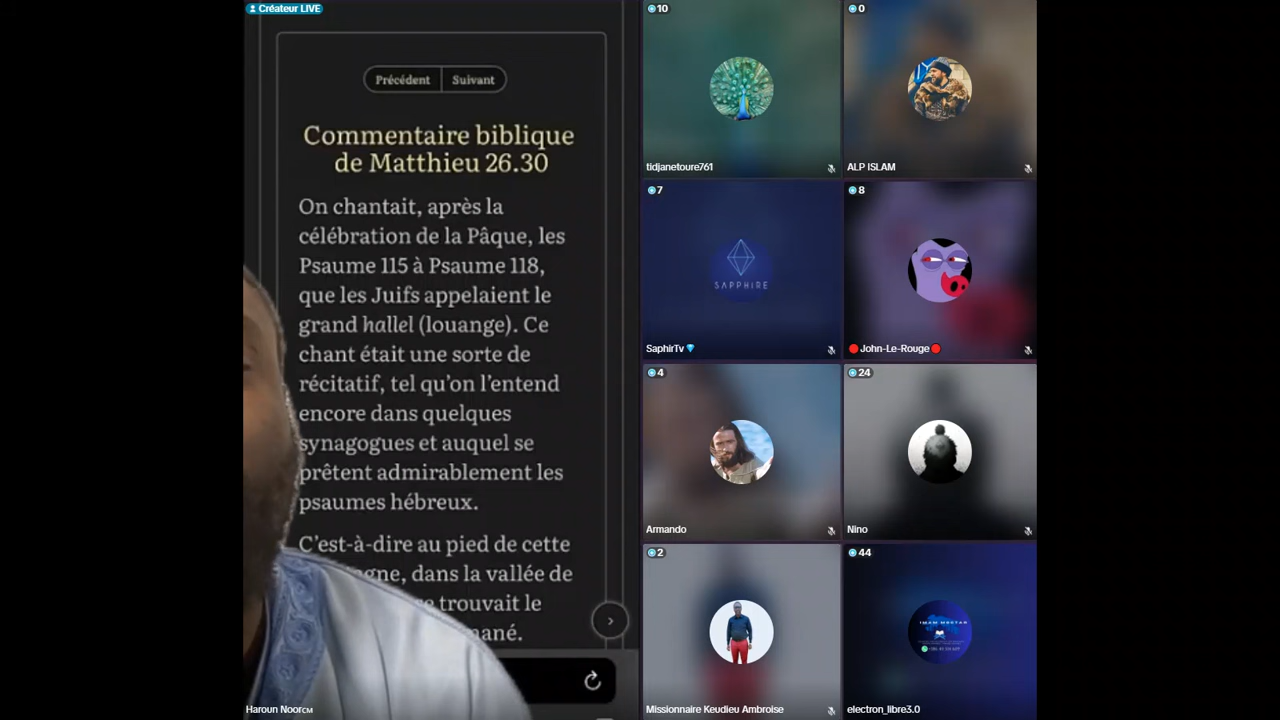 Créateur LIVE
Précédent Suivant
Commentaire biblique
de Matthieu 26.30
On chantait, après la
célébration de la Pâque, les
Psaume 115 à Psaume 118,
que les Juifs appelaient le
grand hallel (louange). Ce
chant était une sorte de
récitatif, tel qu’on l’entend
encore dans quelques
synagogues et auquel se
prêtent admirablement les
psaumes hébreux.
C’est-à-dire au pied de cette
dans la vallée de
trouvait le
Haroun Noorᴄᴍ
10
tidjanetoure761
0
ALP ISLAM
7
SAPPHIRE
SaphirTv
8
John-Le-Rouge
4
Armando
24
Nino
2
Missionnaire Keudieu Ambroise
44
IMAM MOCTAR
electron_libre3.0